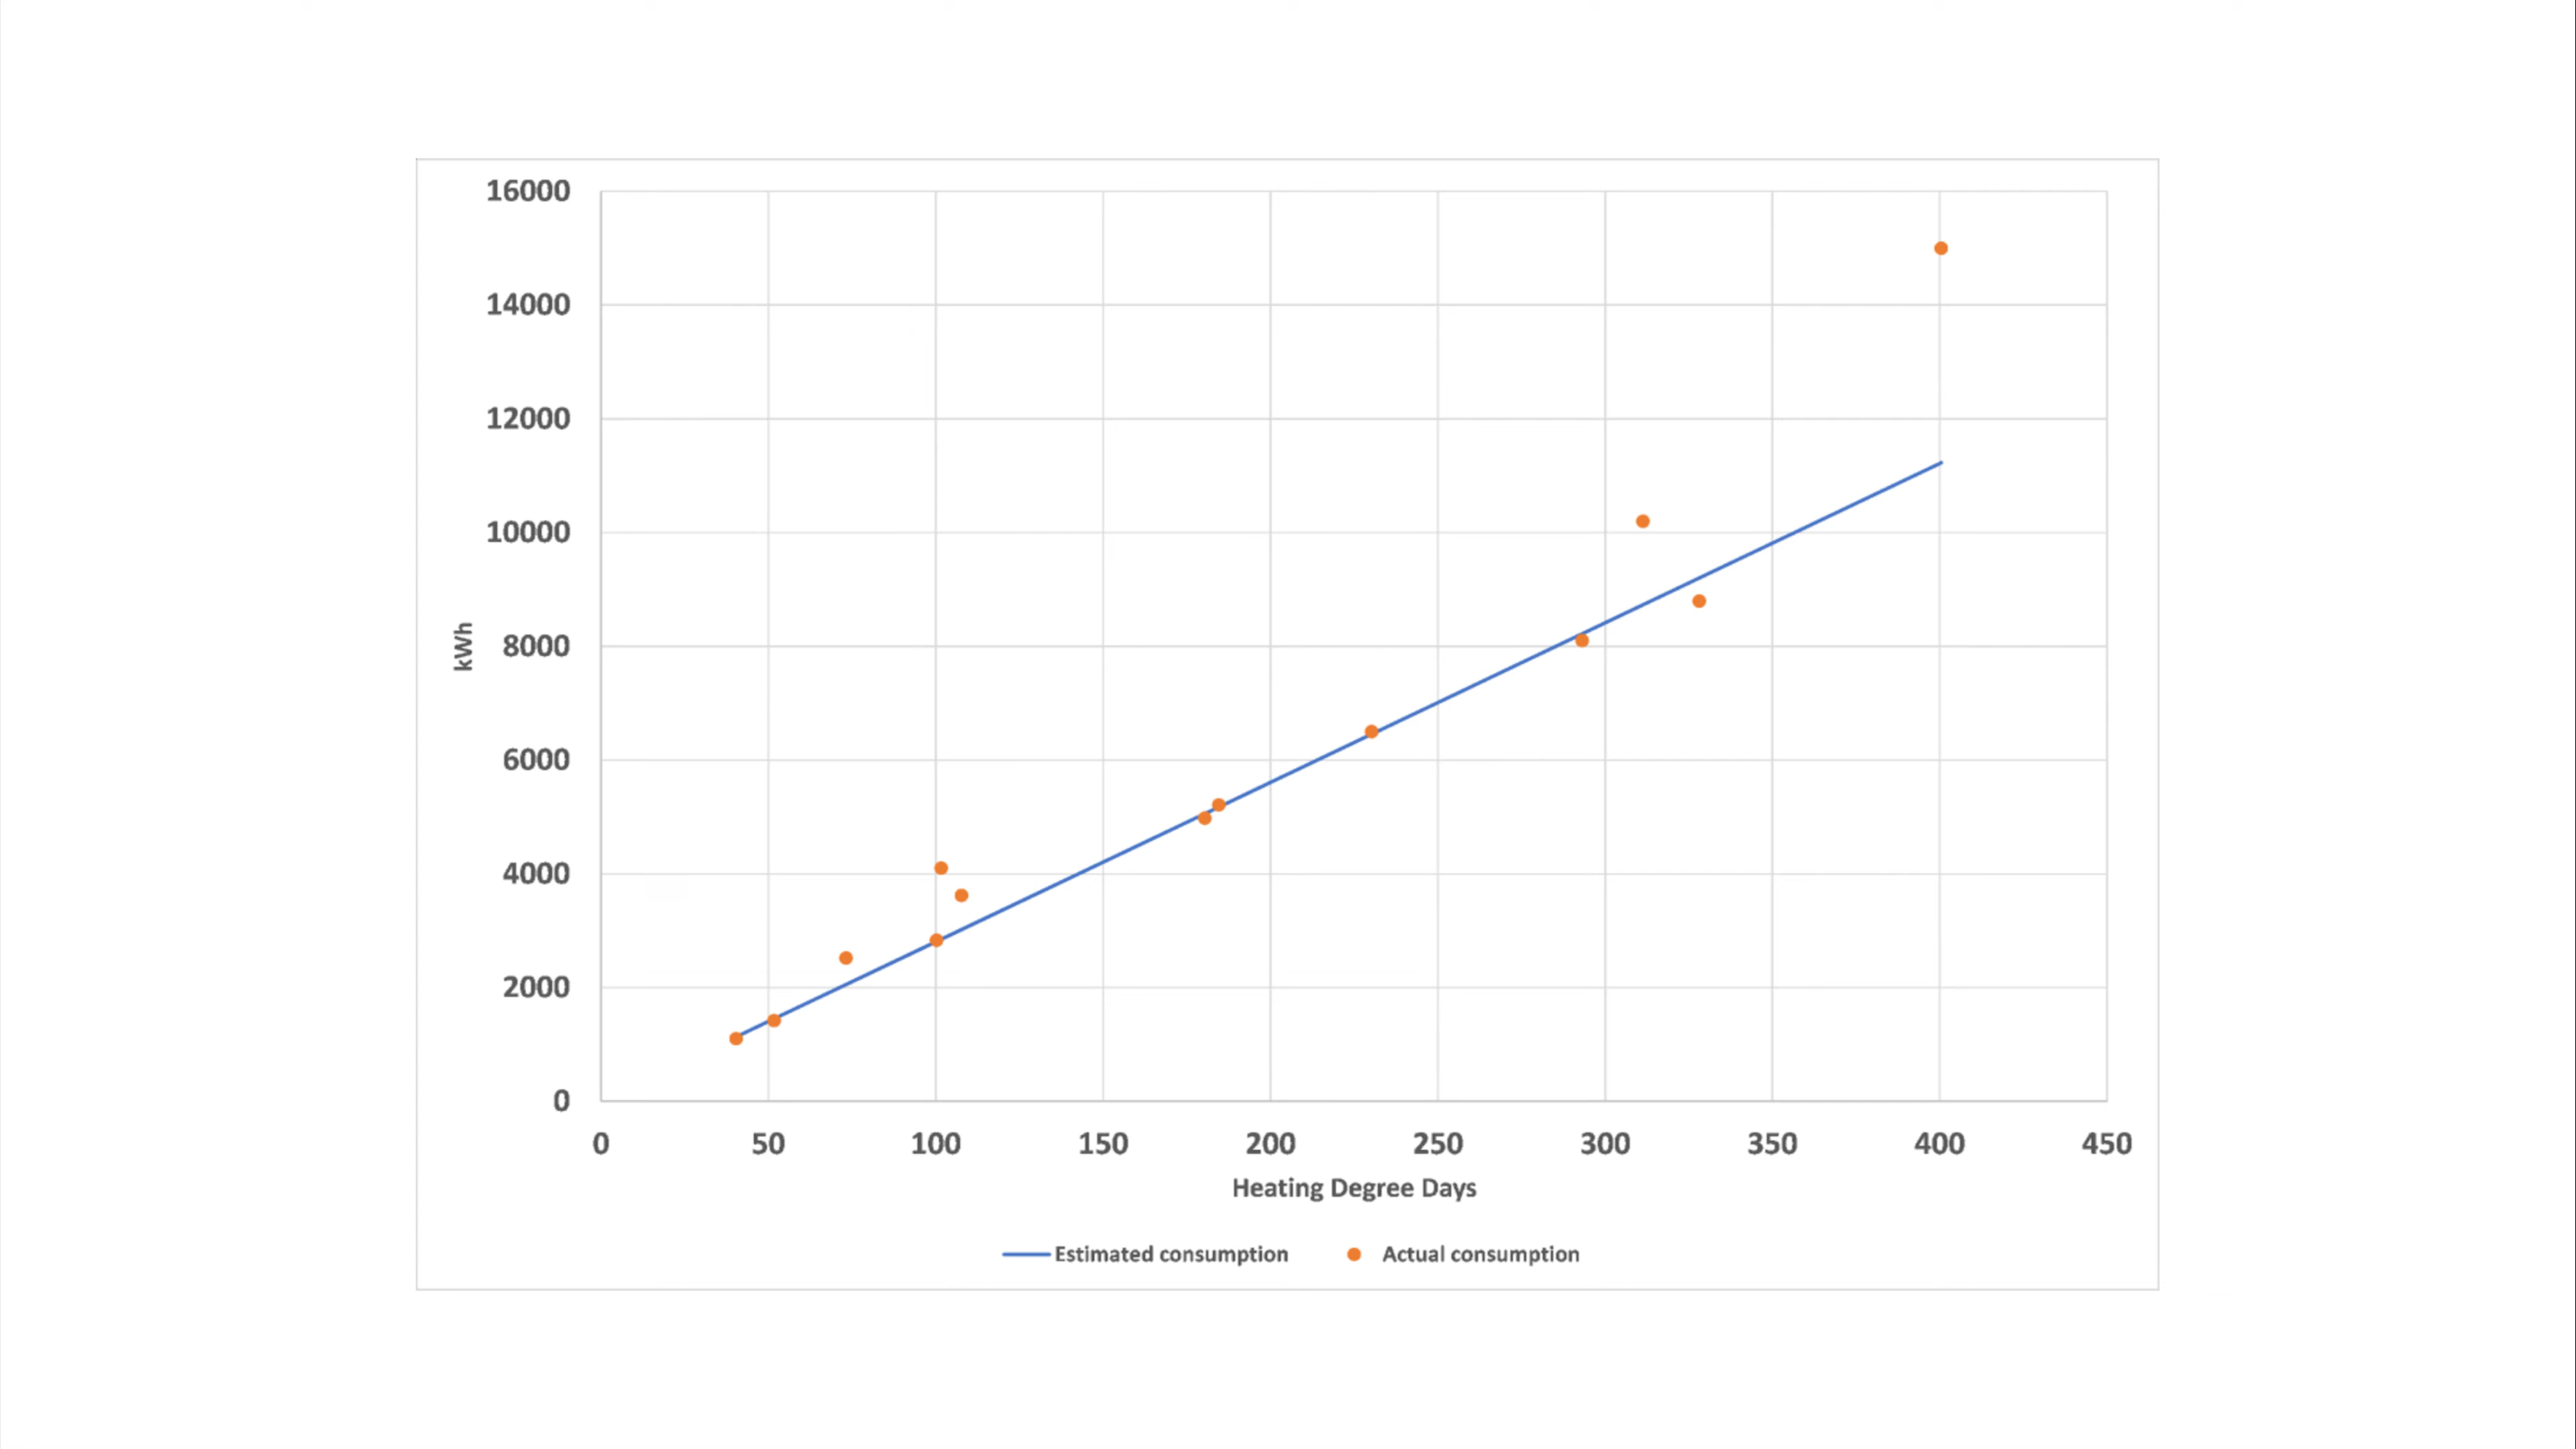 16000
14000
12000
10000
8000
6000
4000
2000
0
kWh
0 50 100 150 200 250 300 350 400 450
Heating Degree Days
Estimated consumption Actual consumption